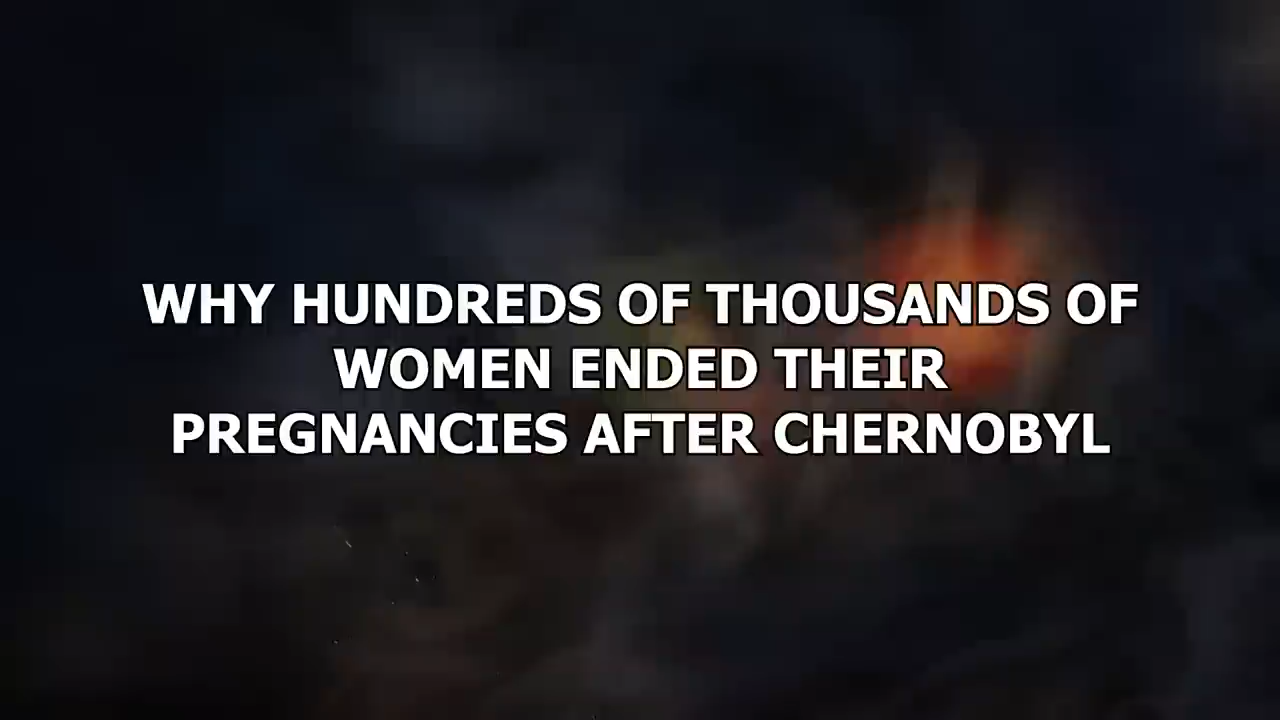 WHY HUNDREDS OF THOUSANDS OF
WOMEN ENDED THEIR
PREGNANCIES AFTER CHERNOBYL